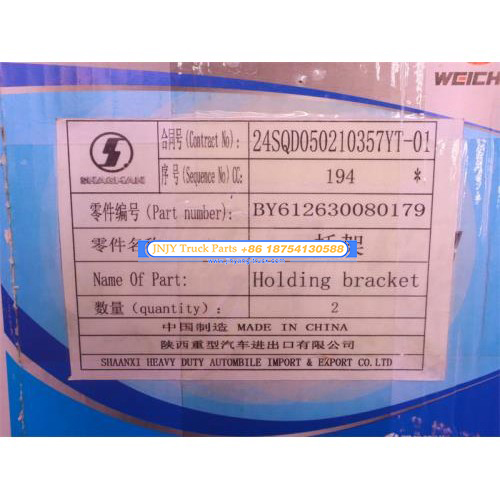 WEICH
SHACMAN
合同号(Contract No): 24SQD050210357YT-01
序号(Sequence No)CC: 194 *
零件编号(Part number): BY612630080179
零件名称 托架
JNJY Truck Parts +86 18754130588
Name Of Part: Holding bracket
数量(quantity): 2
中国制造 MADE IN CHINA
陕西重型汽车进出口有限公司
SHAANXI HEAVY DUTY AUTOMBILE IMPORT & EXPORT CO.LTD